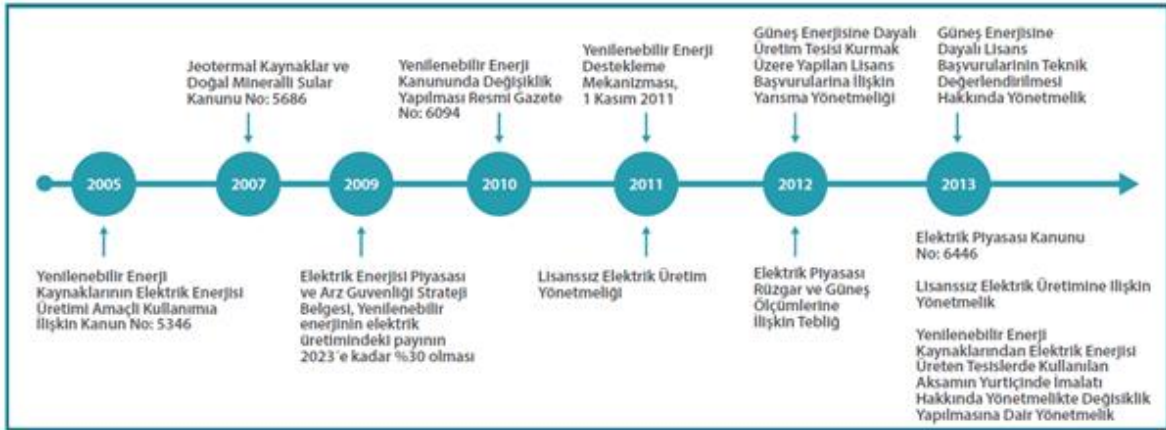 Jeotermal Kaynaklar ve
Doğal Mineralli Sular
Kanunu No: 5686
Yenilenebilir Enerji
Kanununda Değişiklik
Yapılması Resmi Gazete
No: 6094
Yenilenebilir Enerji
Destekleme
Mekanizması,
1 Kasım 2011
Güneş Enerjisine Dayalı
Üretim Tesisi Kurmak
Üzere Yapılan Lisans
Başvurularına İlişkin
Yarısma Yönetmeliği
Güneş Enerjisine
Dayalı Lisans
Başvurularinin Teknik
Değerlendirilmesi
Hakkında Yönetmelik
2005
2007
2009
2010
2011
2012
2013
Yenilenebilir Enerji
Kaynaklarının Elektrik Enerjisi
Üretimi Amaçli Kullanımıa
İlişkin Kanun No: 5346
Elektrik Enerjisi Piyasası
ve Arz Guvenliği Strateji
Belgesi, Yenilenebilir
enerjinin elektrik
üretimindeki payının
2023´e kadar %30 olması
Lisanssız Elektrik Üretim
Yönetmeliği
Elektrik Piyasası
Rüzgar ve Güneş
Ölçümlerine
İlişkin Tebliğ
Elektrik Piyasası Kanunu
No: 6446
Lisanssız Elektrik Üretimine İlişkin
Yönetmelik
Yenilenebilir Enerji
Kaynaklarından Elektrik Enerjisi
Üreten Tesislerde Kullanılan
Aksamın Yurtiçinde İmalatı
Hakkında Yönetmelikte Değisiklik
Yapılmasına Dair Yönetmelik